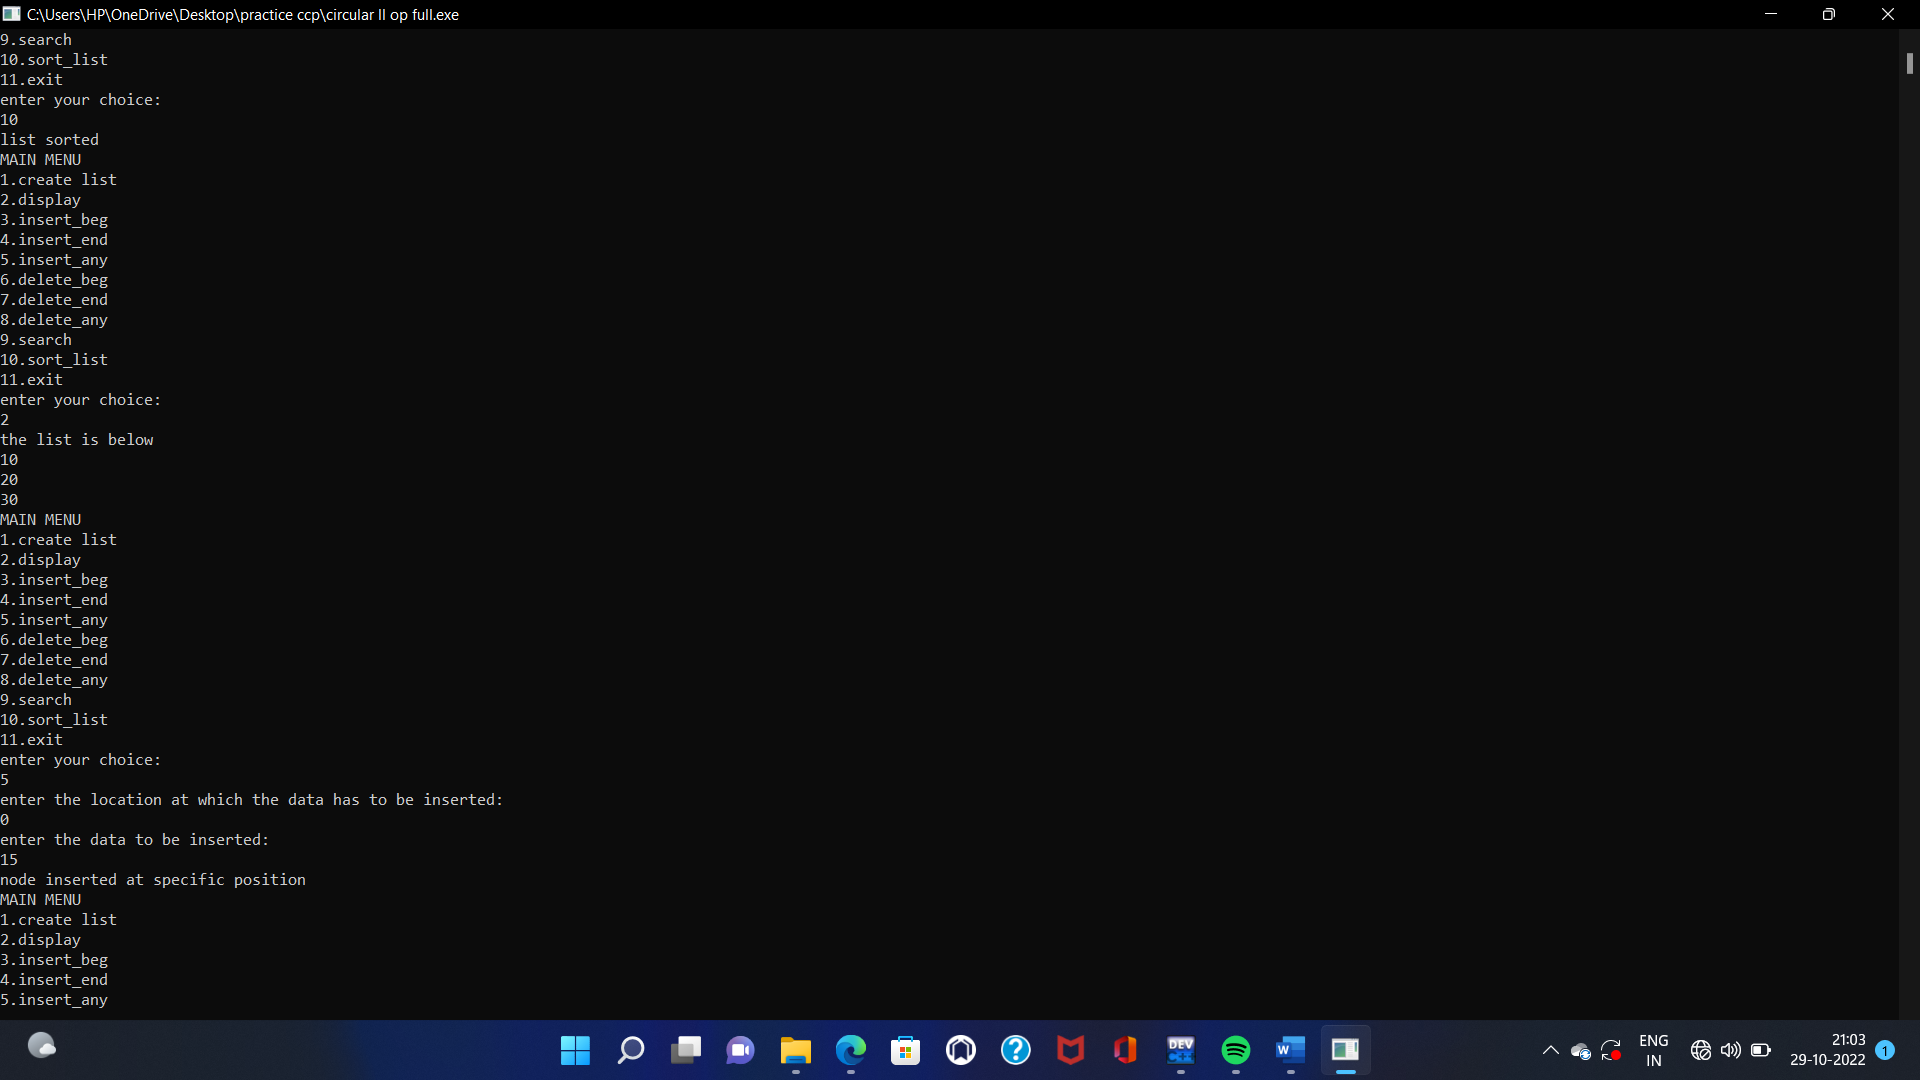 C:\Users\HP\OneDrive\Desktop\practice ccp\circular ll op full.exe
9.search
10.sort_list
11.exit
enter your choice:
10
list sorted
MAIN MENU
1.create list
2.display
3.insert_beg
4.insert_end
5.insert_any
6.delete_beg
7.delete_end
8.delete_any
9.search
10.sort_list
11.exit
enter your choice:
2
the list is below
10
20
30
MAIN MENU
1.create list
2.display
3.insert_beg
4.insert_end
5.insert_any
6.delete_beg
7.delete_end
8.delete_any
9.search
10.sort_list
11.exit
enter your choice:
5
enter the location at which the data has to be inserted:
0
enter the data to be inserted:
15
node inserted at specific position
MAIN MENU
1.create list
2.display
3.insert_beg
4.insert_end
5.insert_any
DEV
C++
W
ENG
IN
21:03
29-10-2022
1